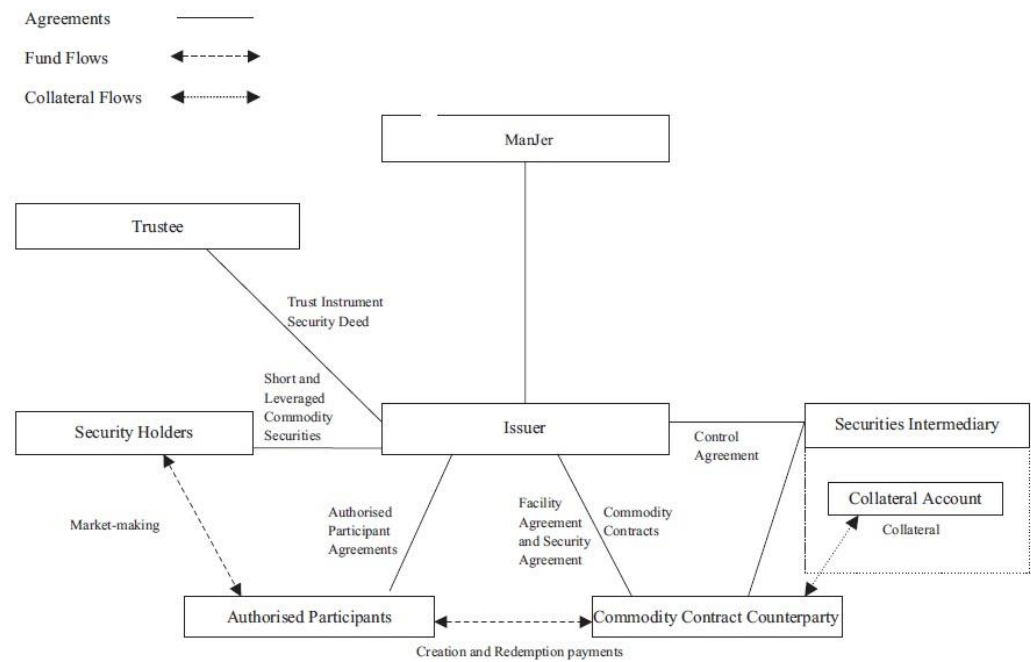 Agreements
Fund Flows
Collateral Flows
ManJer
Trustee
Trust Instrument
Security Deed
Short and
Leveraged
Commodity
Securities
Security Holders
Issuer
Control
Agreement
Securities Intermediary
Collateral Account
Collateral
Market-making
Authorised
Participant
Agreements
Facility
Agreement
and Security
Agreement
Commodity
Contracts
Authorised Participants
Commodity Contract Counterparty
Creation and Redemption payments